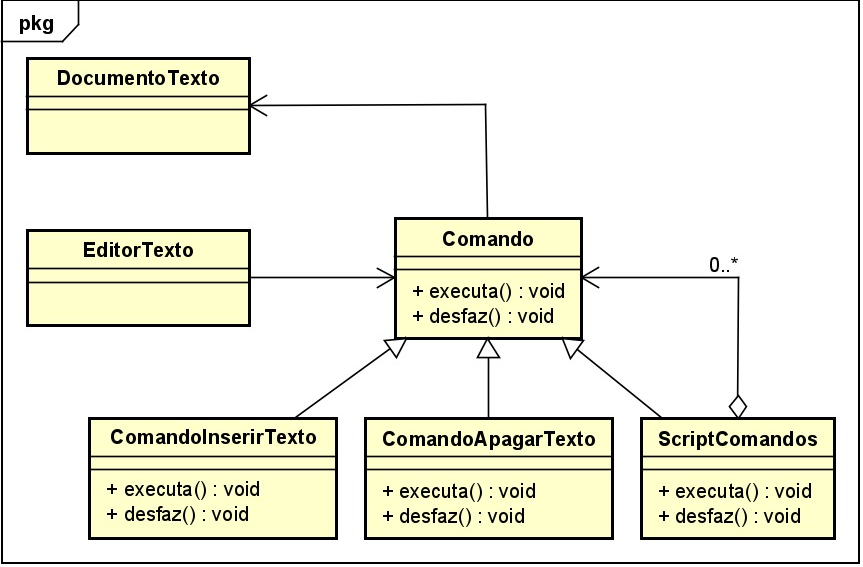 pkg
DocumentoTexto
EditorTexto
Comando
+ executa() : void
+ desfaz() : void
0..*
ComandoInserirTexto
+ executa() : void
+ desfaz() : void
ComandoApagarTexto
+ executa() : void
+ desfaz() : void
ScriptComandos
+ executa() : void
+ desfaz() : void